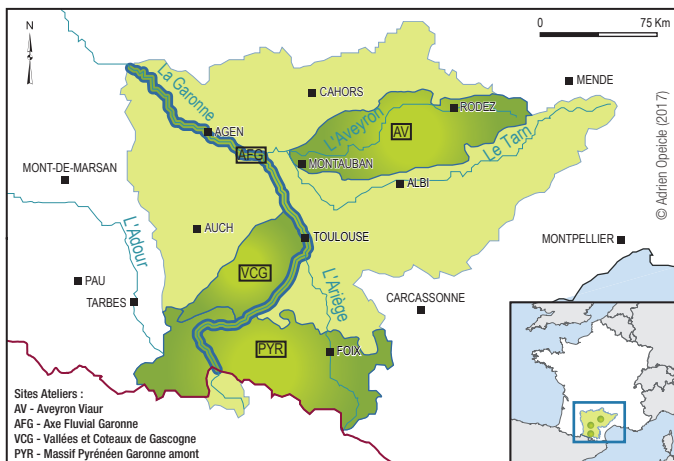 N
0 75 Km
La Garonne
CAHORS
MENDE
RODEZ
L'Aveyron
AV
AGEN
AFG
MONTAUBAN
Le Tarn
ALBI
MONT-DE-MARSAN
L'Adour
AUCH
TOULOUSE
MONTPELLIER
VCG
L'Ariège
PAU
TARBES
CARCASSONNE
PYR
FOIX
© Adrien Opeicle (2017)
Sites Ateliers :
AV - Aveyron Viaur
AFG - Axe Fluvial Garonne
VCG - Vallées et Coteaux de Gascogne
PYR - Massif Pyrénéen Garonne amont